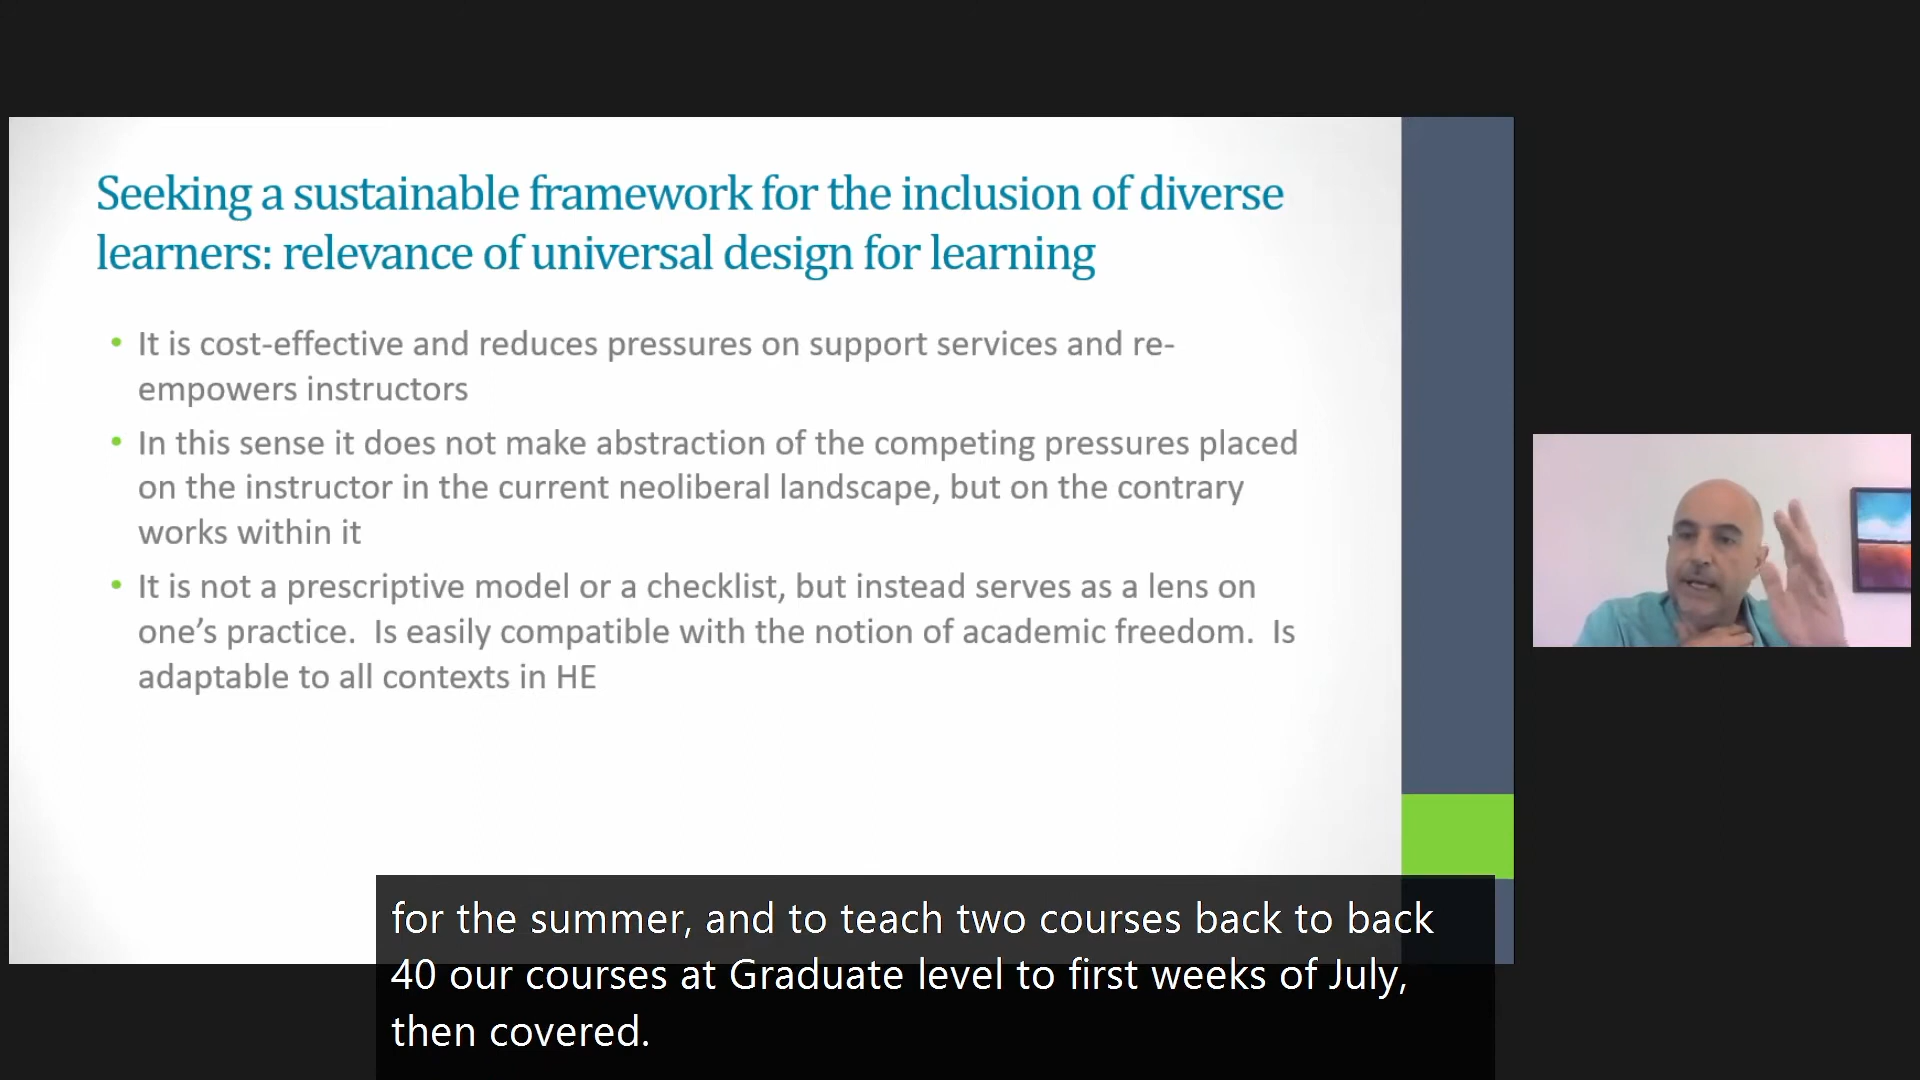 Seeking a sustainable framework for the inclusion of diverse
learners: relevance of universal design for learning
• It is cost-effective and reduces pressures on support services and re-
empowers instructors
• In this sense it does not make abstraction of the competing pressures placed
on the instructor in the current neoliberal landscape, but on the contrary
works within it
• It is not a prescriptive model or a checklist, but instead serves as a lens on
one’s practice.  Is easily compatible with the notion of academic freedom.  Is
adaptable to all contexts in HE
for the summer, and to teach two courses back to back
40 our courses at Graduate level to first weeks of July,
then covered.